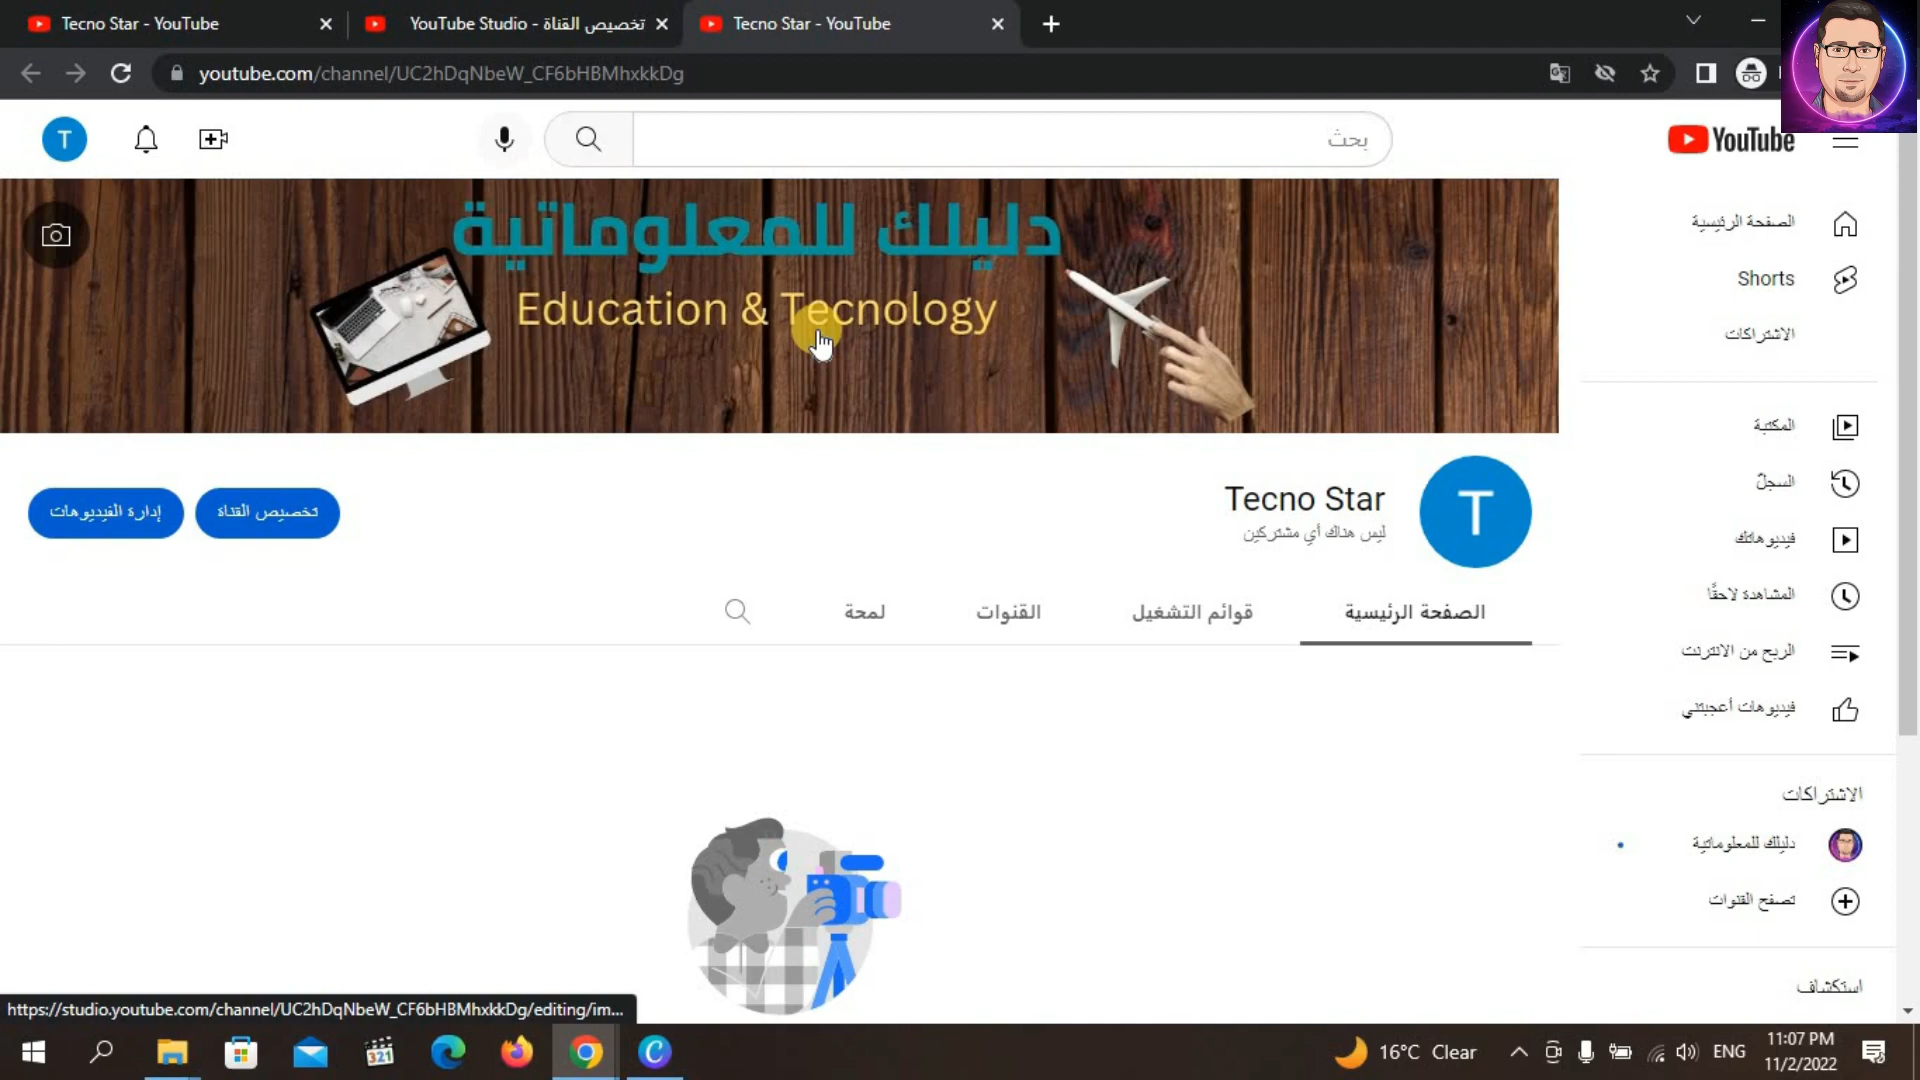 Tecno Star - YouTube
YouTube Studio - تخصيص القناة
Tecno Star - YouTube
youtube.com/channel/UC2hDqNbeW_CF6bHBMhxkkDg
T
بحث
YouTube
دليلك للمعلوماتية
Education & Tecnology
الصفحة الرئيسية
Shorts
الاشتراكات
المكتبة
السجلّ
فيديوهاتك
المشاهدة لاحقًا
الربح من الانترنت
فيديوهات أعجبتني
الاشتراكات
دليلك للمعلوماتية
تصفح القنوات
استكشاف
Tecno Star
ليس هناك أي مشتركين
T
تخصيص القناة
إدارة الفيديوهات
الصفحة الرئيسية
قوائم التشغيل
القنوات
لمحة
https://studio.youtube.com/channel/UC2hDqNbeW_CF6bHBMhxkkDg/editing/im...
321
16°C Clear
ENG
11:07 PM
11/2/2022